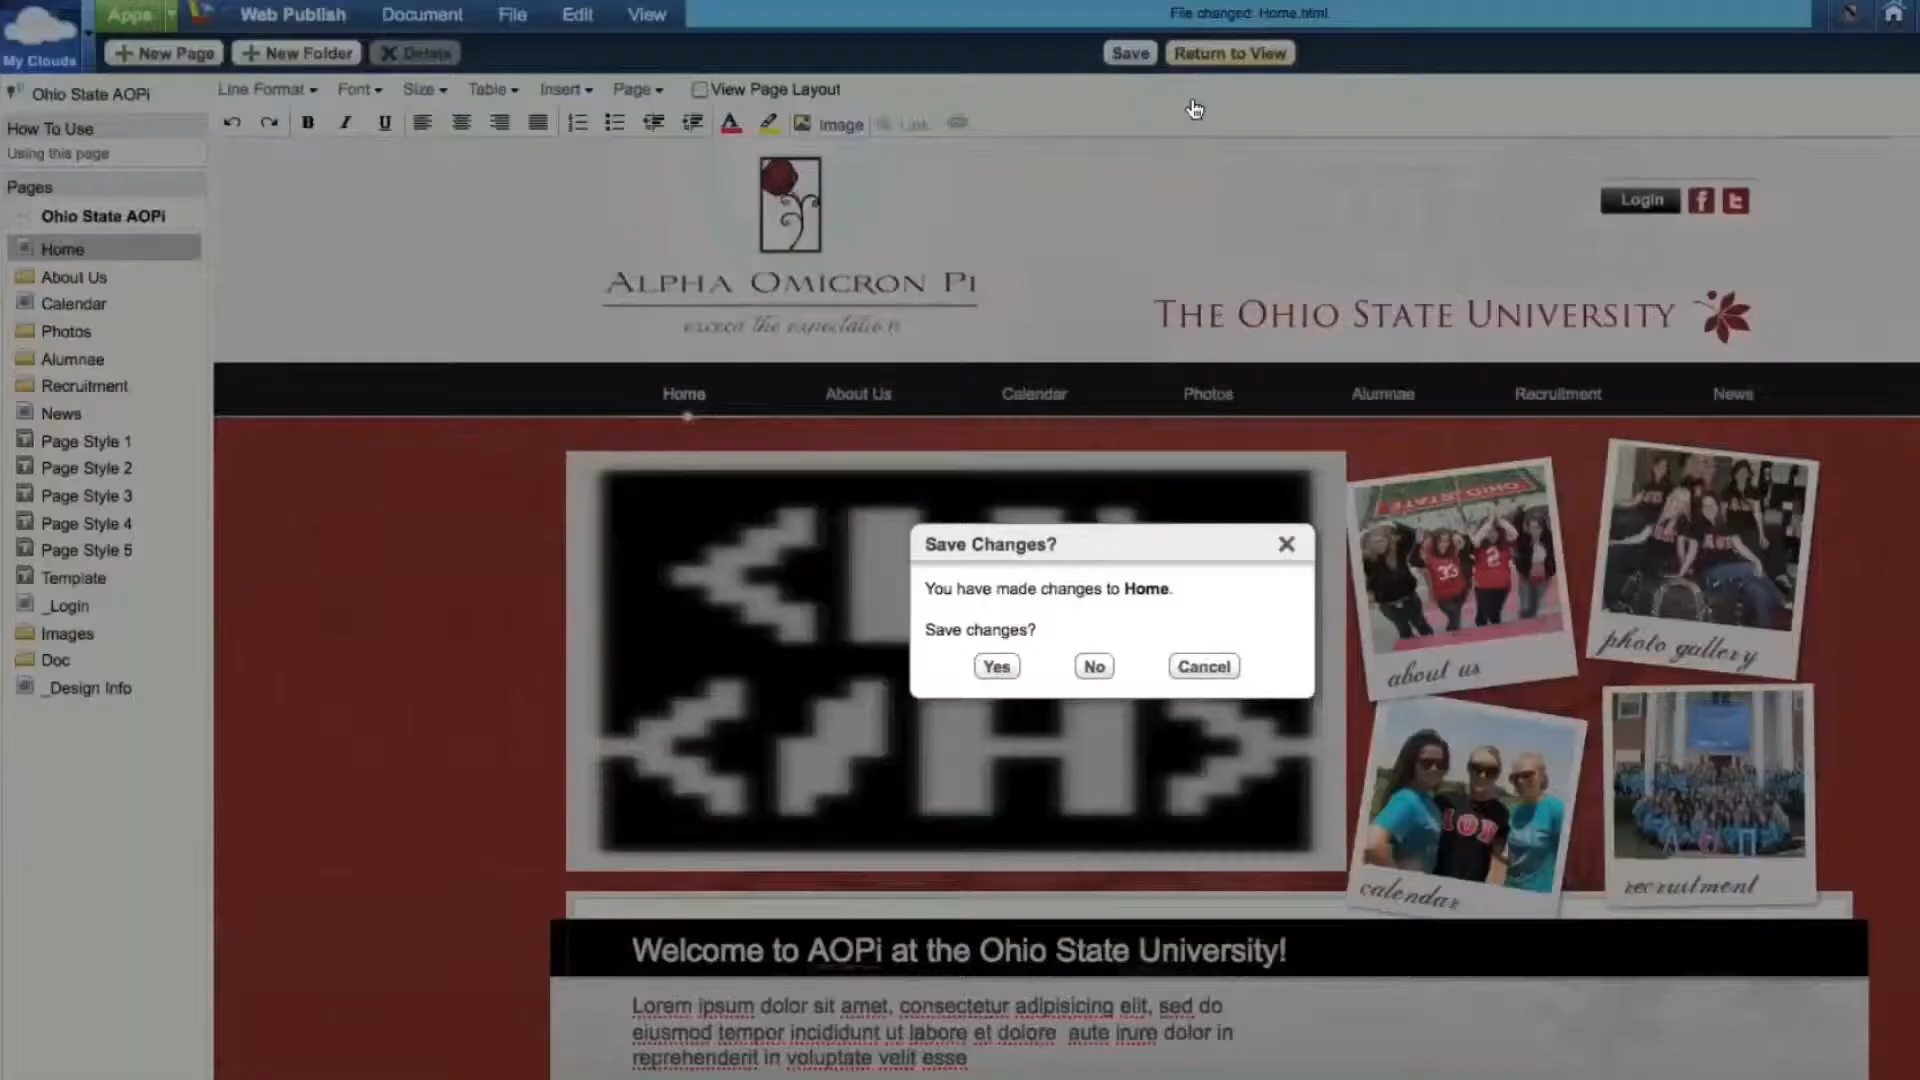 Apps
Web Publish
Document
File
Edit
View
File changed: Home.html
My Clouds
New Page
New Folder
Delete
Save
Return to View
Ohio State AOPi
Line Format
Font
Size
Table
Insert
Page
View Page Layout
B
I
U
A
Image
Link
How To Use
Using this page
Pages
Ohio State AOPi
Home
About Us
Calendar
Photos
Alumnae
Recruitment
News
Page Style 1
Page Style 2
Page Style 3
Page Style 4
Page Style 5
Template
_Login
Images
Doc
_Design Info
Login
f
t
ALPHA OMICRON PI
exceed the expectation
THE OHIO STATE UNIVERSITY
Home
About Us
Calendar
Photos
Alumnae
Recruitment
News
</H>
Save Changes?
You have made changes to Home.
Save changes?
Yes
No
Cancel
OHIO STATE
33
2
about us
photo gallery
calendar
recruitment
Welcome to AOPi at the Ohio State University!
Lorem ipsum dolor sit amet, consectetur adipisicing elit, sed do
eiusmod tempor incididunt ut labore et dolore aute irure dolor in
reprehenderit in voluptate velit esse